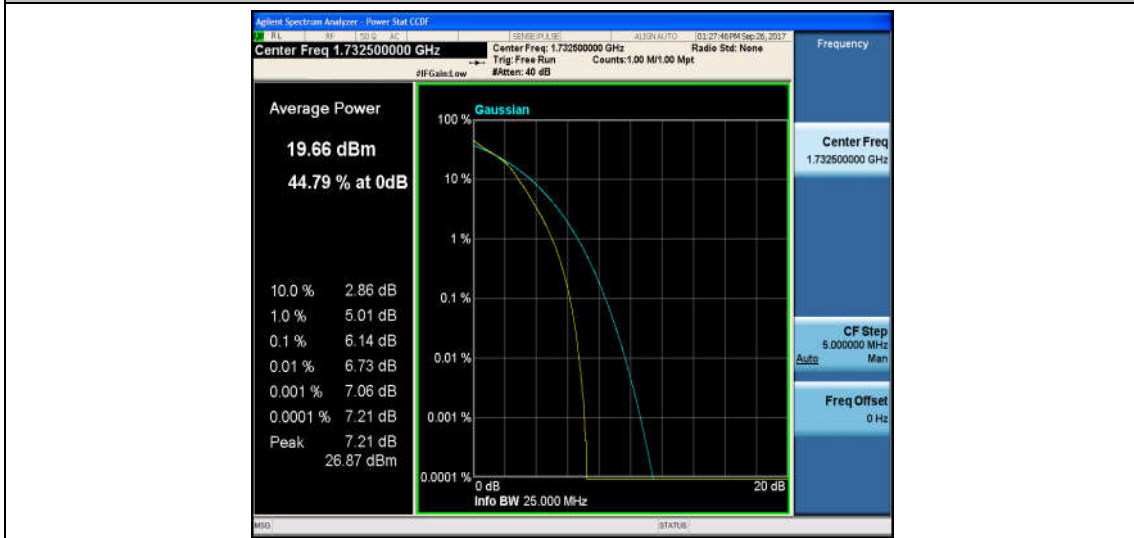 Agilent Spectrum Analyzer - Power Stat CCDF
RL RF 50 Ω AC SENSE:PULSE ALIGN AUTO 01:27:46 PM Sep 26, 2017
Center Freq 1.732500000 GHz
Center Freq: 1.732500000 GHz Radio Std: None
Trig: Free Run Counts:1.00 M/1.00 Mpt
#IFGain:Low #Atten: 40 dB
Frequency
Average Power
19.66 dBm
44.79 % at 0dB
10.0 % 2.86 dB
1.0 % 5.01 dB
0.1 % 6.14 dB
0.01 % 6.73 dB
0.001 % 7.06 dB
0.0001 % 7.21 dB
Peak 7.21 dB
26.87 dBm
Gaussian
100 %
10 %
1 %
0.1 %
0.01 %
0.001 %
0.0001 %
0 dB 20 dB
Info BW 25.000 MHz
Center Freq
1.732500000 GHz
CF Step
5.000000 MHz
Auto Man
Freq Offset
0 Hz
MSG STATUS